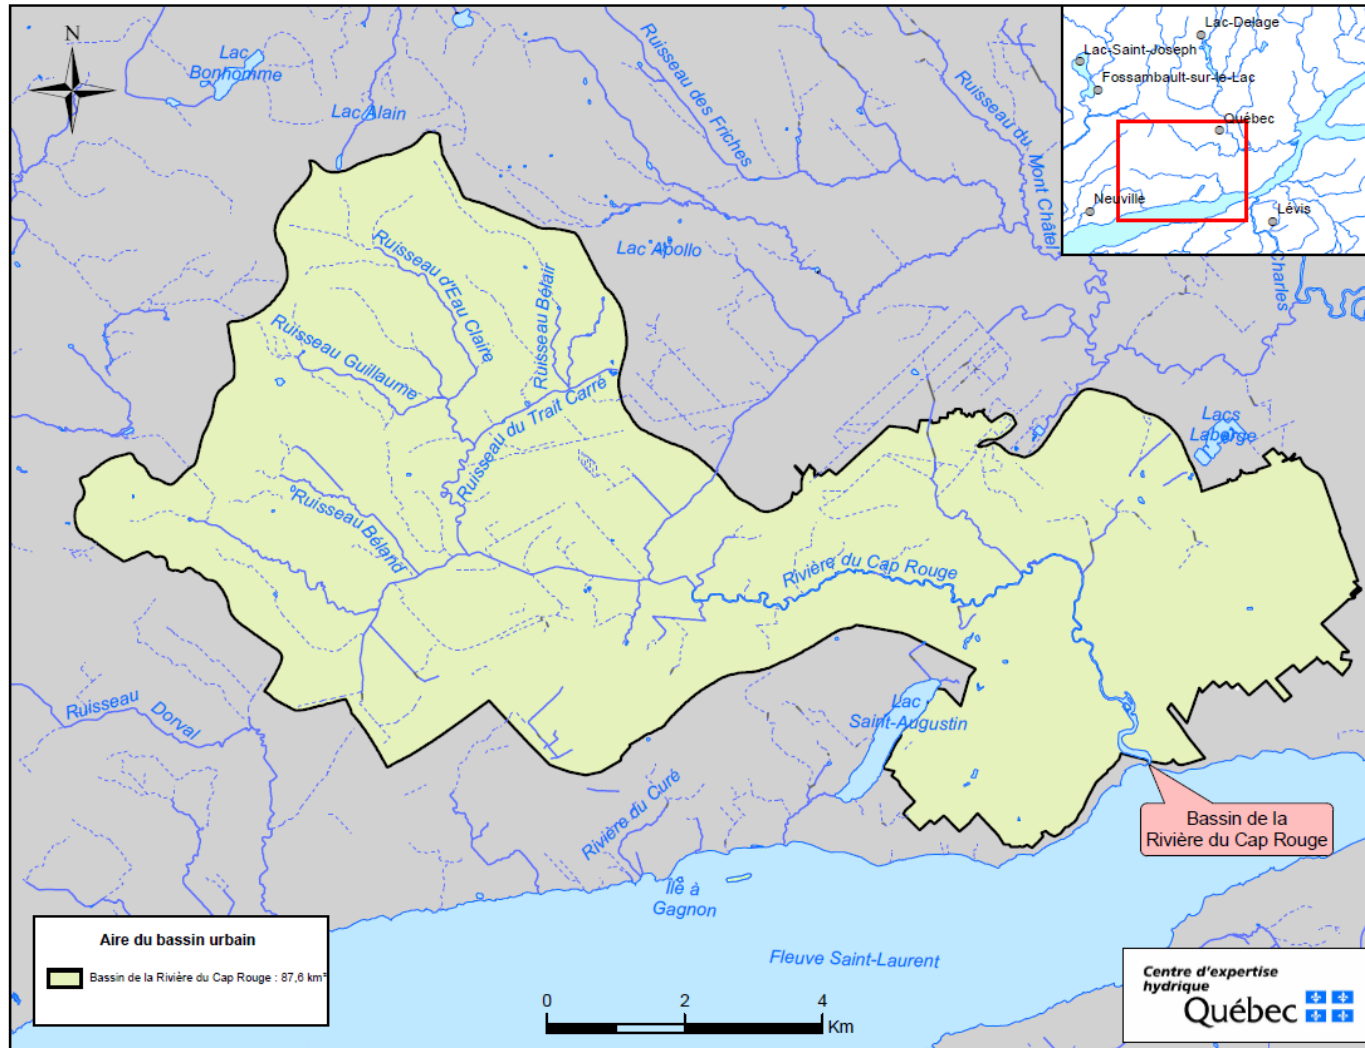 N
Lac
Bonhomme
Lac Alain
Ruisseau des Friches
Ruisseau du Mont Châtel
Lac-Delage
Lac-Saint-Joseph
Fossambault-sur-le-Lac
Québec
Neuville
Lévis
Charles
Lac Apollo
Ruisseau d'Eau Claire
Ruisseau Bélair
Ruisseau Guillaume
Ruisseau du Trait Carré
Lacs
Laberge
Ruisseau Béland
Rivière du Cap Rouge
Ruisseau Dorval
Lac
Saint-Augustin
Rivière du Curé
Bassin de la
Rivière du Cap Rouge
Île à
Gagnon
Fleuve Saint-Laurent
Aire du bassin urbain
Bassin de la Rivière du Cap Rouge : 87,6 km²
0 2 4
Km
Centre d'expertise
hydrique
Québec